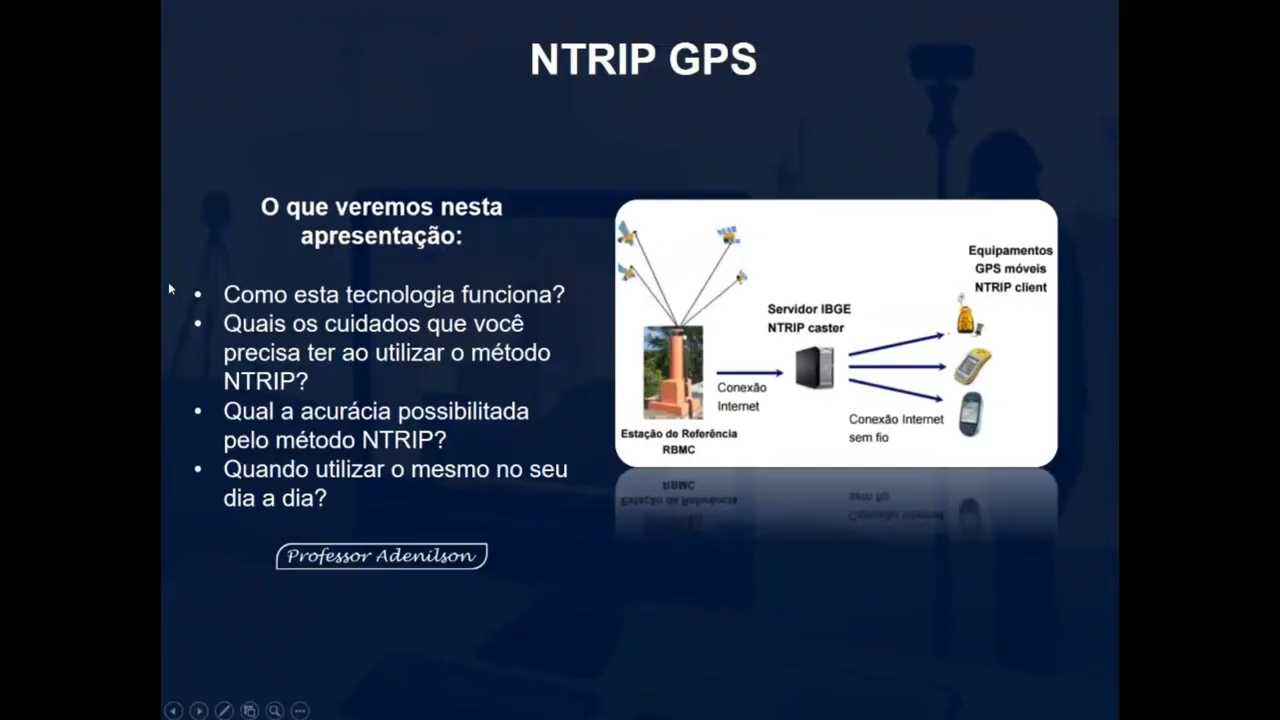 NTRIP GPS
O que veremos nesta
apresentação:
• Como esta tecnologia funciona?
• Quais os cuidados que você
precisa ter ao utilizar o método
NTRIP?
• Qual a acurácia possibilitada
pelo método NTRIP?
• Quando utilizar o mesmo no seu
dia a dia?
Professor Adenilson
Equipamentos
GPS móveis
NTRIP client
Servidor IBGE
NTRIP caster
Conexão
Internet
Conexão Internet
sem fio
Estação de Referência
RBMC